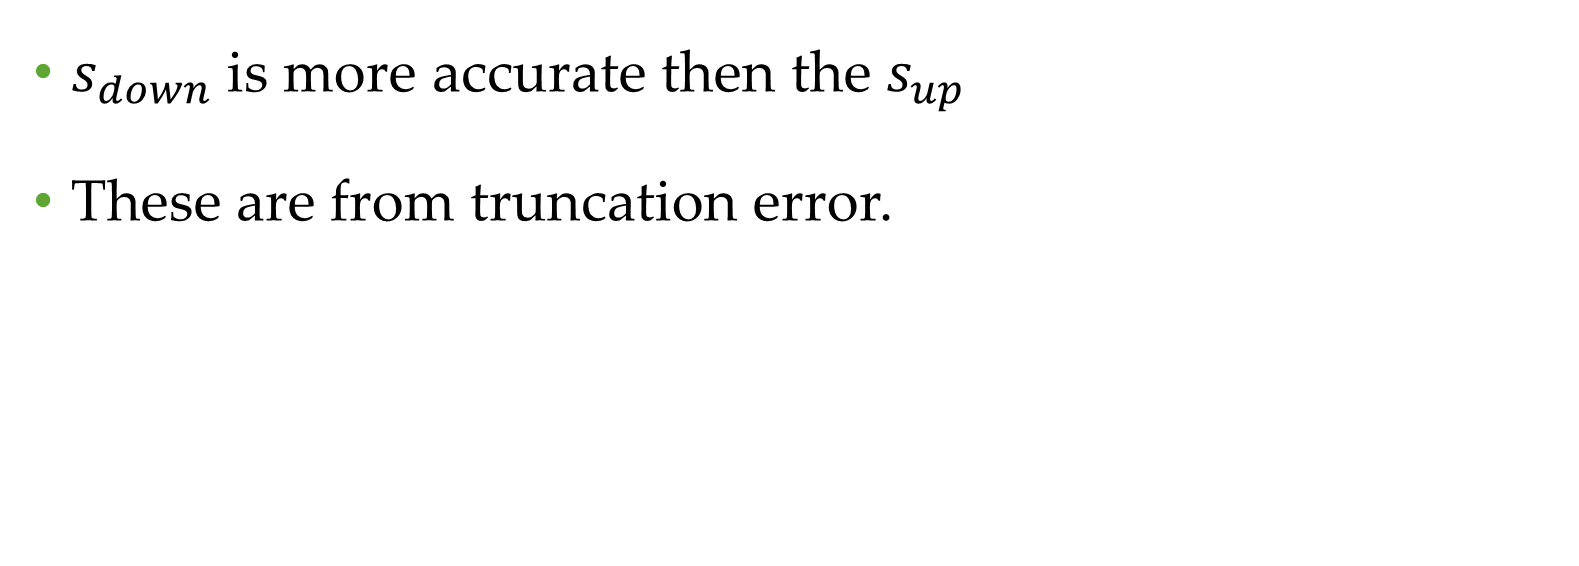 • s_down is more accurate then the s_up
• These are from truncation error.